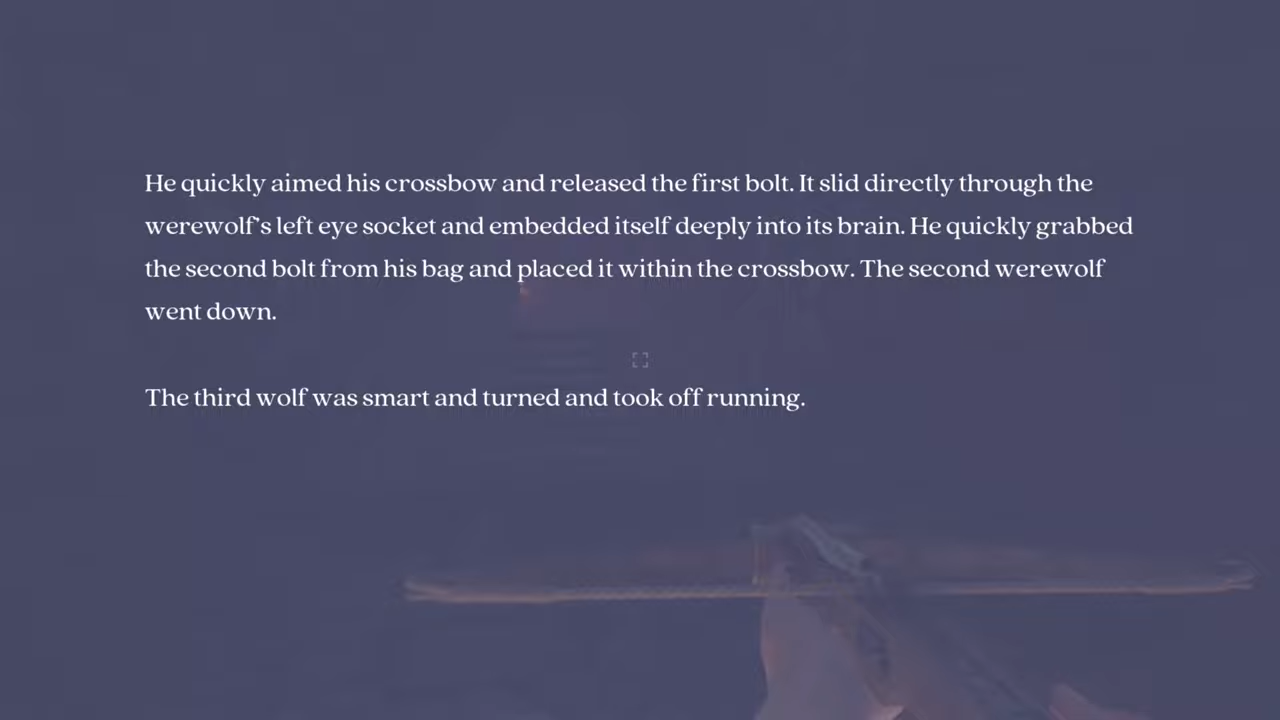 He quickly aimed his crossbow and released the first bolt. It slid directly through the
werewolf's left eye socket and embedded itself deeply into its brain. He quickly grabbed
the second bolt from his bag and placed it within the crossbow. The second werewolf
went down.
The third wolf was smart and turned and took off running.